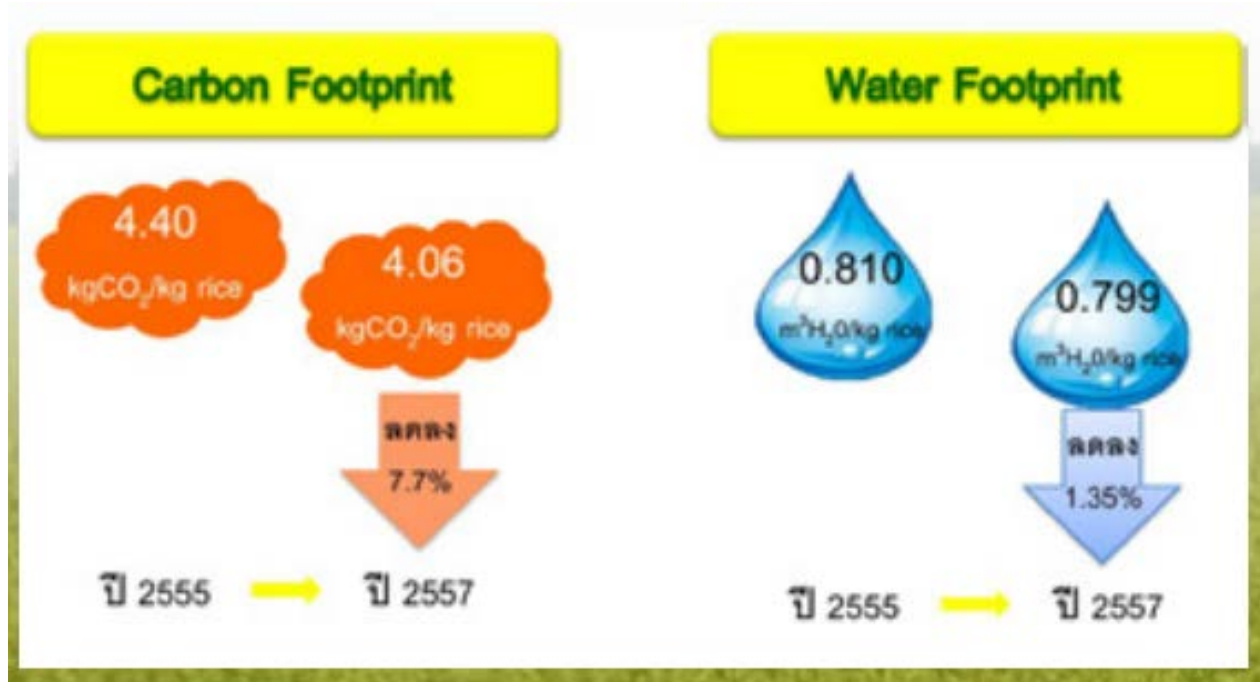 Carbon Footprint
4.40
kgCO₂/kg rice
4.06
kgCO₂/kg rice
ลดลง
7.7%
ปี 2555
ปี 2557
Water Footprint
0.810
m³H₂0/kg rice
0.799
m³H₂0/kg rice
ลดลง
1.35%
ปี 2555
ปี 2557